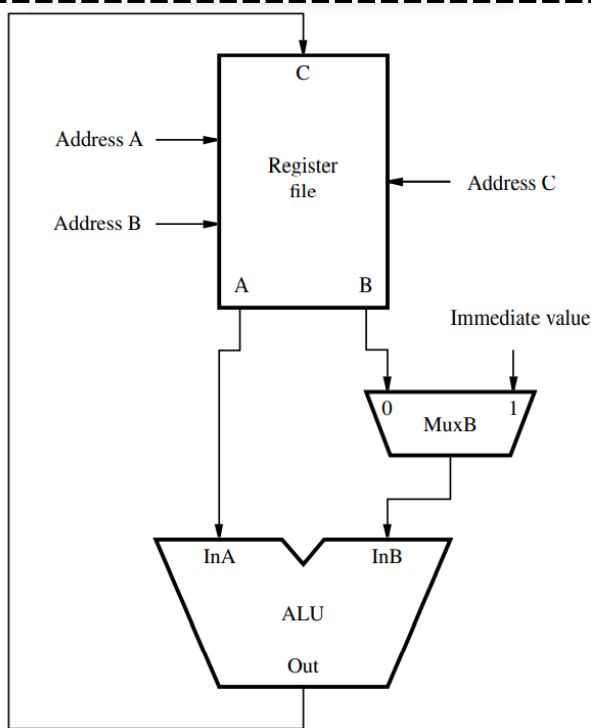 C
Address A
Register
file
Address C
Address B
A
B
Immediate value
0
1
MuxB
InA
InB
ALU
Out